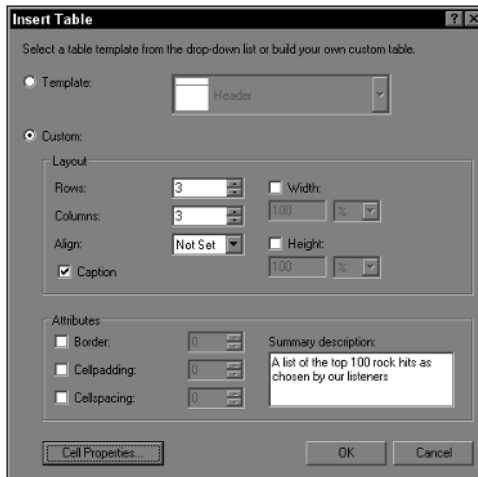 Insert Table
Select a table template from the drop-down list or build your own custom table.
Template:
Header
Custom:
Layout
Rows: 3 Width:
100 %
Columns: 3
Align: Not Set Height:
100 %
Caption
Attributes
Border: 0 Summary description:
Cellpadding: 0 A list of the top 100 rock hits as
chosen by our listeners
Cellspacing: 0
Cell Properties... OK Cancel